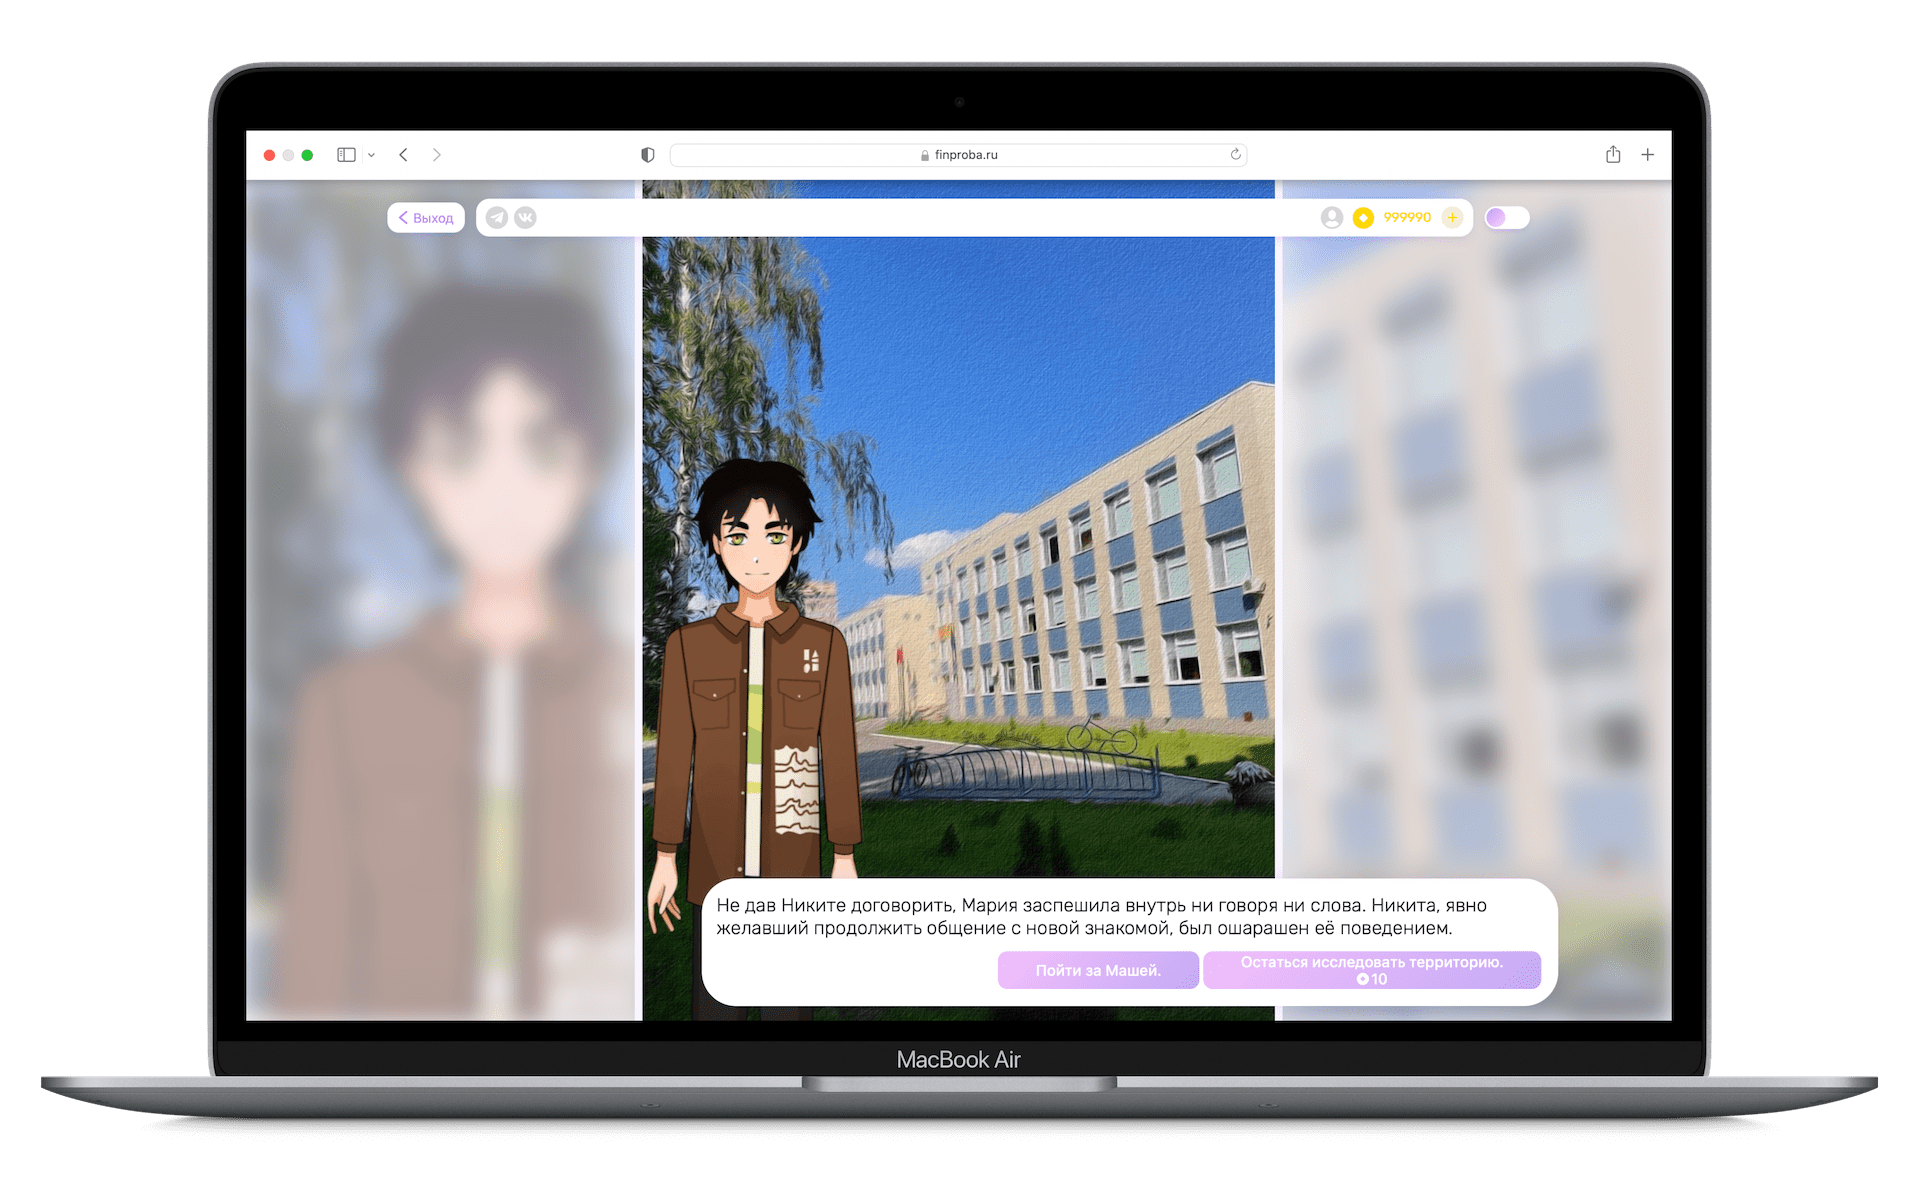 finproba.ru
Выход
999990
Не дав Никите договорить, Мария заспешила внутрь ни говоря ни слова. Никита, явно
желавший продолжить общение с новой знакомой, был ошарашен её поведением.
Пойти за Машей.
Остаться исследовать территорию.
10
MacBook Air